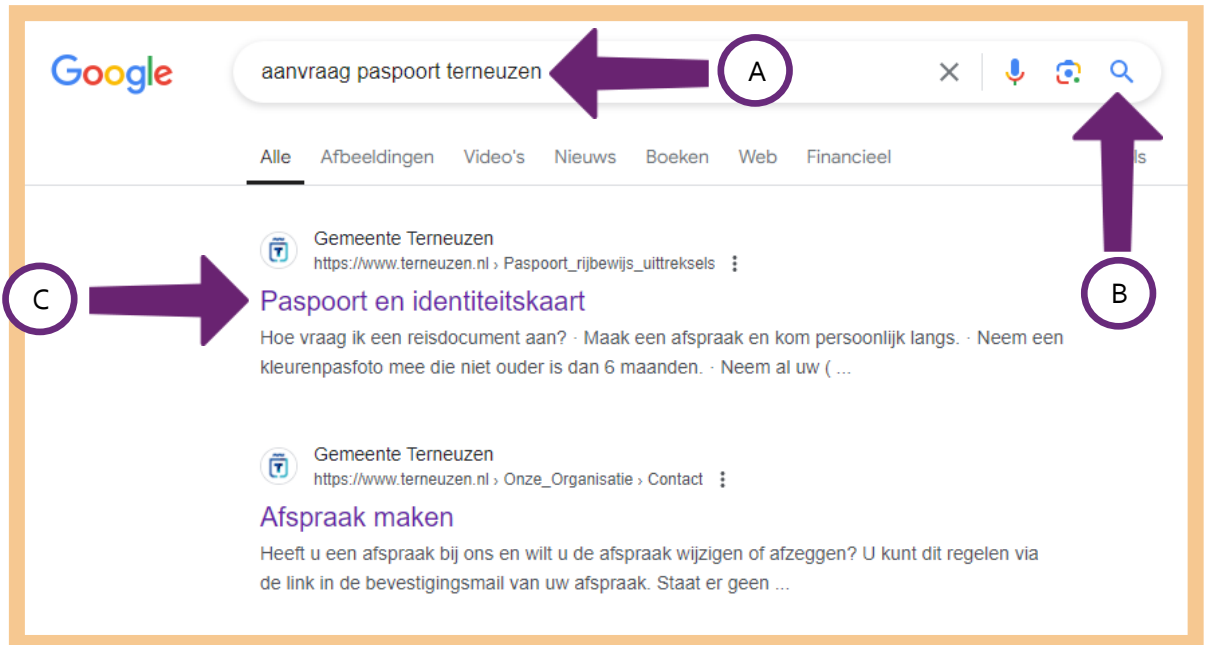 Google
aanvraag paspoort terneuzen
A
Alle Afbeeldingen Video's Nieuws Boeken Web Financieel
Gemeente Terneuzen
https://www.terneuzen.nl › Paspoort_rijbewijs_uittreksels
C
Paspoort en identiteitskaart
B
Hoe vraag ik een reisdocument aan? · Maak een afspraak en kom persoonlijk langs. · Neem een
kleurenpasfoto mee die niet ouder is dan 6 maanden. · Neem al uw ( ...
Gemeente Terneuzen
https://www.terneuzen.nl › Onze_Organisatie › Contact
Afspraak maken
Heeft u een afspraak bij ons en wilt u de afspraak wijzigen of afzeggen? U kunt dit regelen via
de link in de bevestigingsmail van uw afspraak. Staat er geen ...